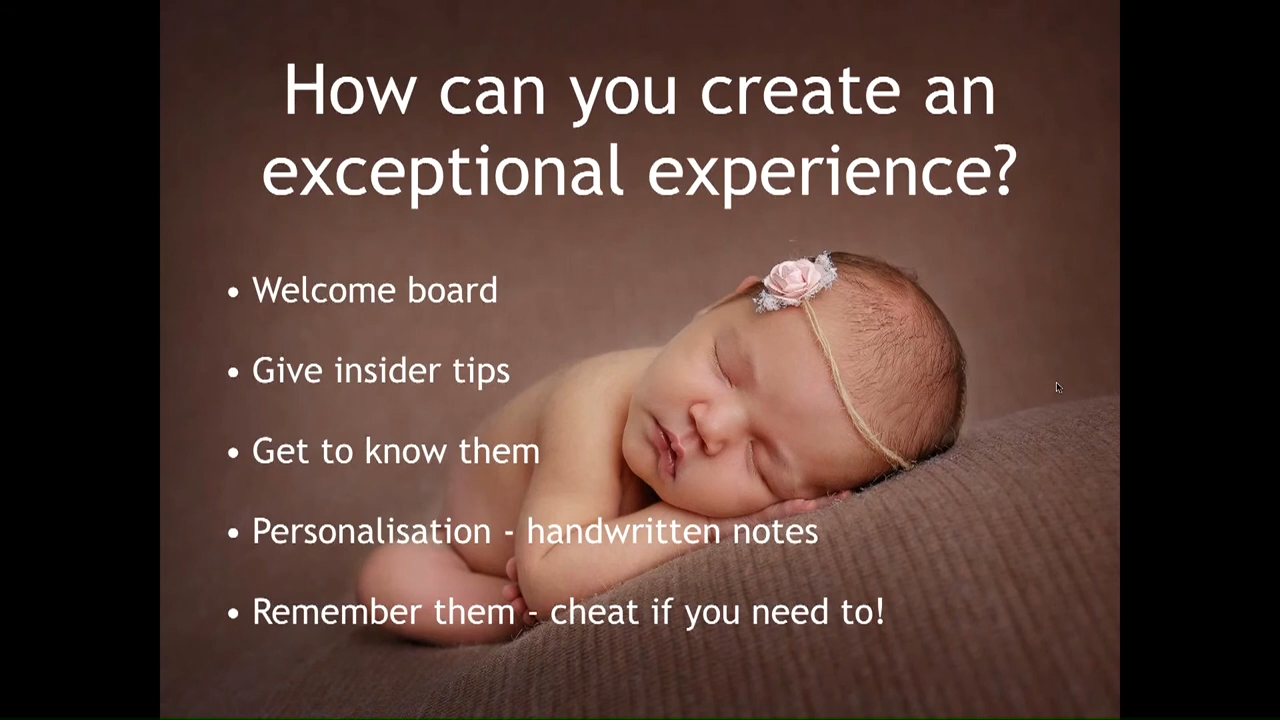 How can you create an
exceptional experience?
• Welcome board
• Give insider tips
• Get to know them
• Personalisation - handwritten notes
• Remember them - cheat if you need to!